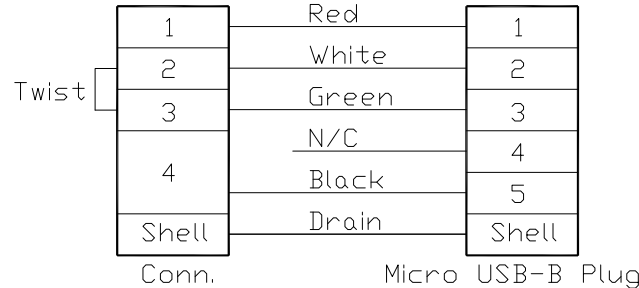 1 Red 1
2 White 2
Twist
3 Green 3
N/C 4
4
Black 5
Shell Drain Shell
Conn. Micro USB-B Plug